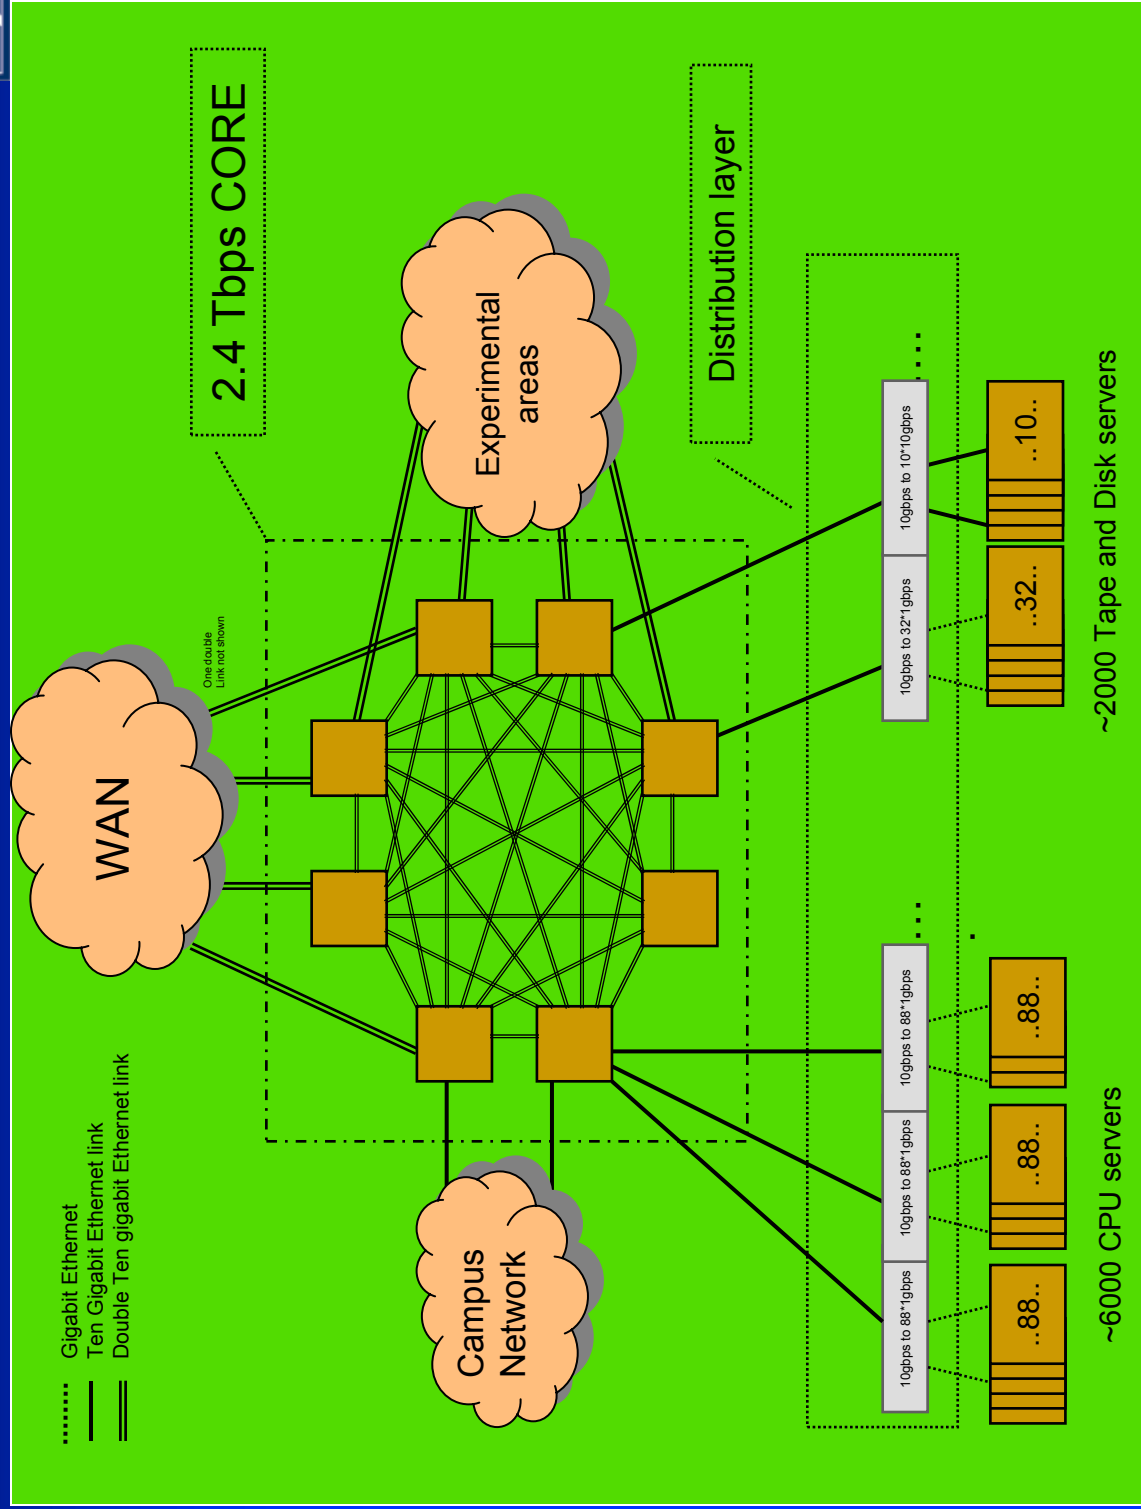 Gigabit Ethernet
Ten Gigabit Ethernet link
Double Ten gigabit Ethernet link
WAN
One double
Link not shown
2.4 Tbps CORE
Campus
Network
Experimental
areas
Distribution layer
10gbps to 88*1gbps
10gbps to 88*1gbps
10gbps to 88*1gbps
10gbps to 32*1gbps
10gbps to 10*10gbps
..88..
..88..
..88..
..32..
..10..
~6000 CPU servers
~2000 Tape and Disk servers